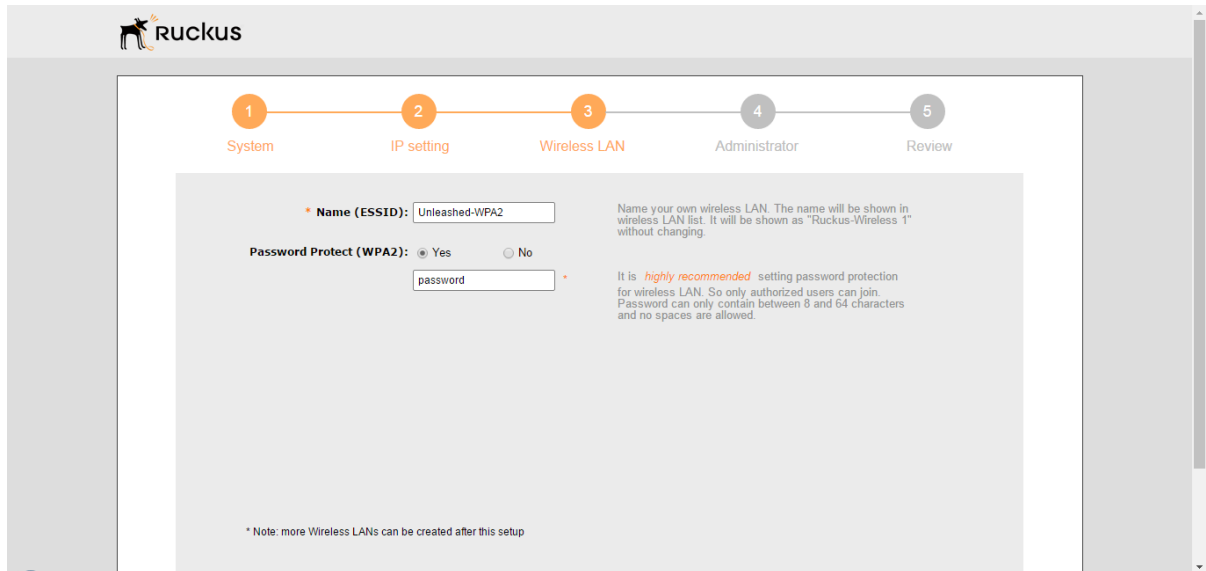 Ruckus
1 2 3 4 5
System IP setting Wireless LAN Administrator Review
* Name (ESSID): Unleashed-WPA2
Name your own wireless LAN. The name will be shown in
wireless LAN list. It will be shown as "Ruckus-Wireless 1"
without changing.
Password Protect (WPA2): Yes No
password *
It is highly recommended setting password protection
for wireless LAN. So only authorized users can join.
Password can only contain between 8 and 64 characters
and no spaces are allowed.
* Note: more Wireless LANs can be created after this setup